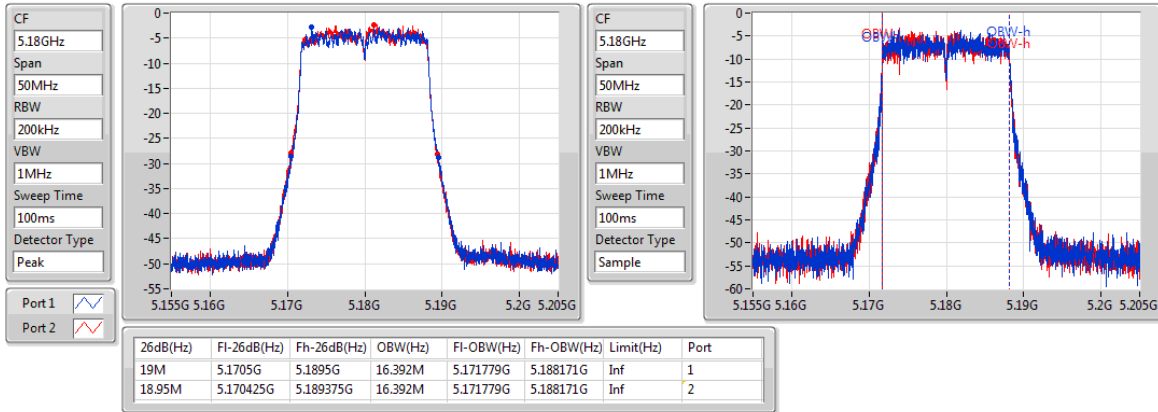 CF
5.18GHz
Span
50MHz
RBW
200kHz
VBW
1MHz
Sweep Time
100ms
Detector Type
Peak
Port 1
Port 2
0-
-5-
-10-
-15-
-20-
-25-
-30-
-35-
-40-
-45-
-50-
-55-
5.155G 5.16G 5.17G 5.18G 5.19G 5.2G 5.205G
CF
5.18GHz
Span
50MHz
RBW
200kHz
VBW
1MHz
Sweep Time
100ms
Detector Type
Sample
0-
-5-
-10-
-15-
-20-
-25-
-30-
-35-
-40-
-45-
-50-
-55-
-60-
OBW-h
OBW-h
5.155G 5.16G 5.17G 5.18G 5.19G 5.2G 5.205G
26dB(Hz) Fl-26dB(Hz) Fh-26dB(Hz) OBW(Hz) Fl-OBW(Hz) Fh-OBW(Hz) Limit(Hz) Port
19M 5.1705G 5.1895G 16.392M 5.171779G 5.188171G Inf 1
18.95M 5.170425G 5.189375G 16.392M 5.171779G 5.188171G Inf 2